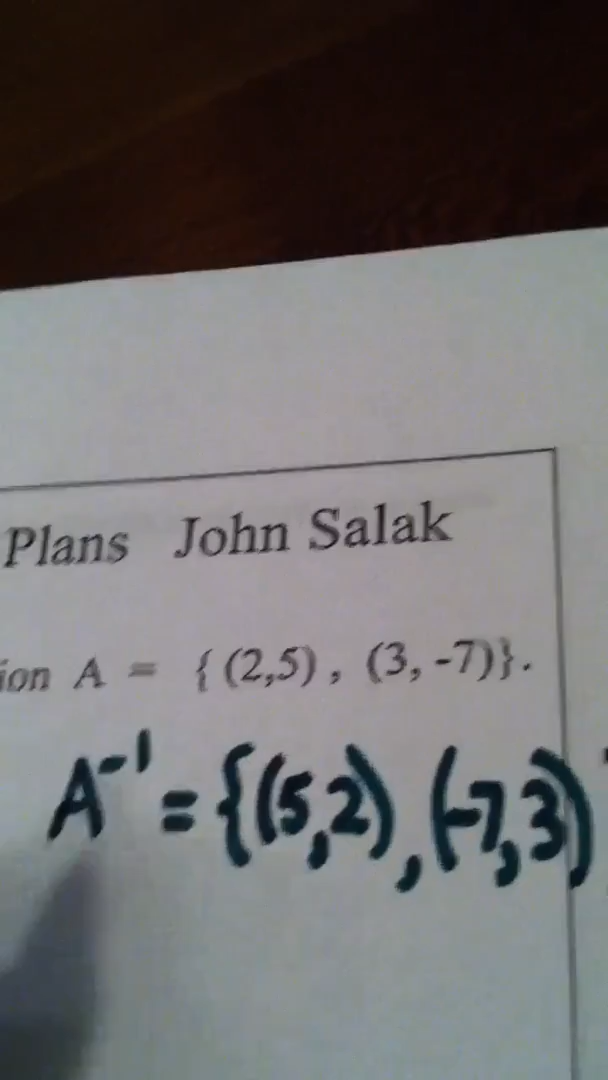 Plans John Salak
ion A = { (2,5) , (3, -7)}.
A⁻¹ = {(5,2), (-7,3)